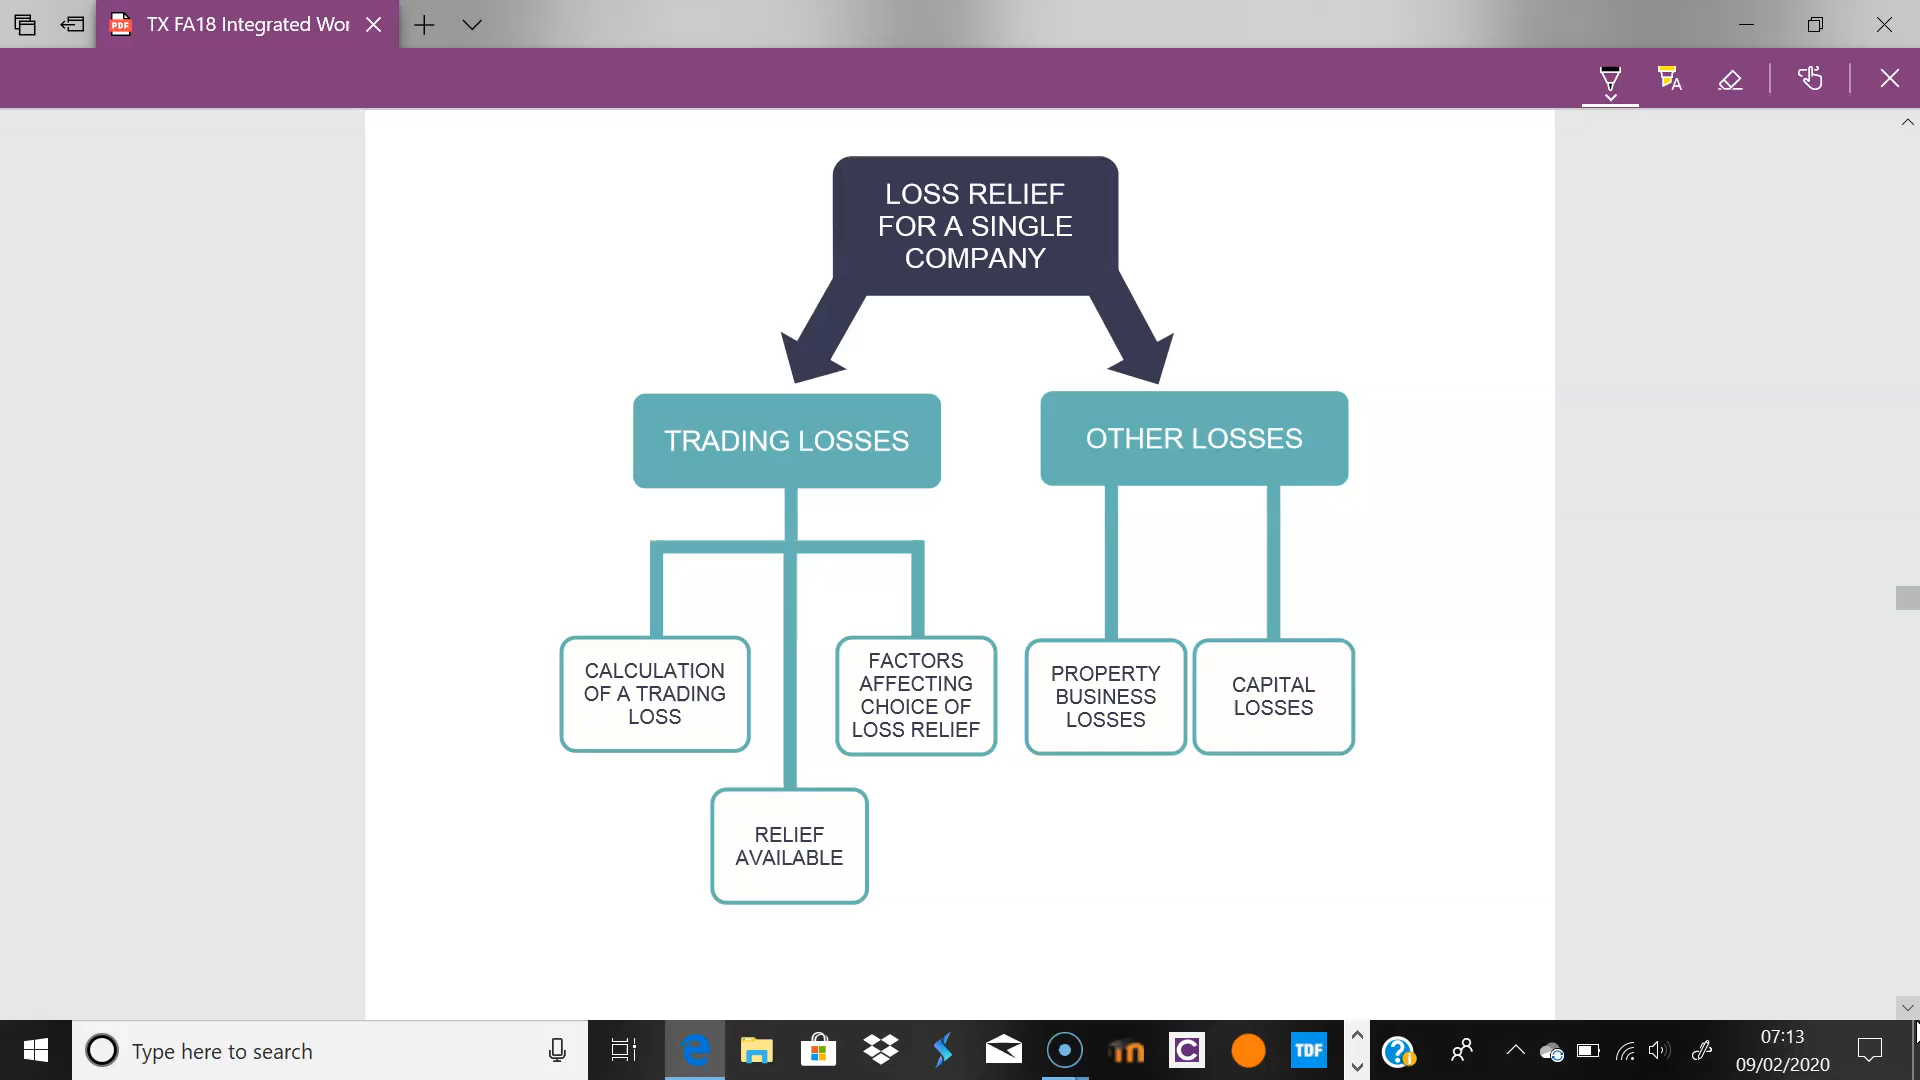 TX FA18 Integrated Wor
LOSS RELIEF
FOR A SINGLE
COMPANY
TRADING LOSSES
OTHER LOSSES
CALCULATION
OF A TRADING
LOSS
FACTORS
AFFECTING
CHOICE OF
LOSS RELIEF
PROPERTY
BUSINESS
LOSSES
CAPITAL
LOSSES
RELIEF
AVAILABLE
Type here to search
TDF
07:13
09/02/2020